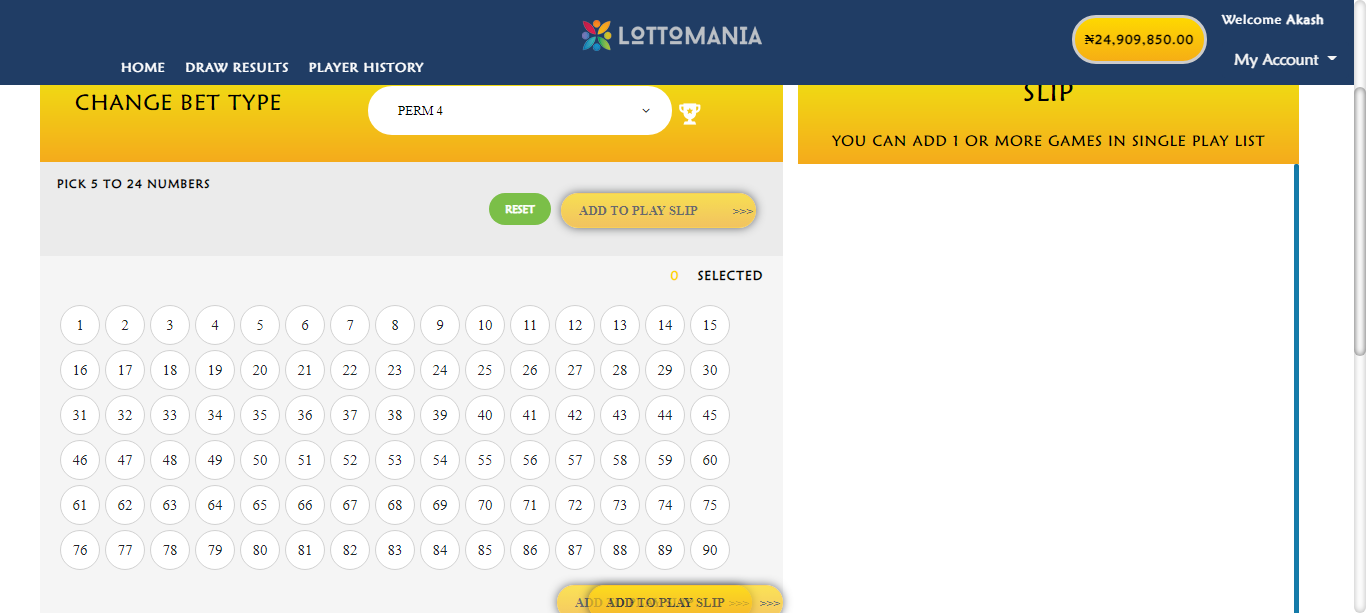 LOTTOMANIA
₦24,909,850.00
Welcome Akash
My Account
HOME DRAW RESULTS PLAYER HISTORY
CHANGE BET TYPE
PERM 4
SLIP
YOU CAN ADD 1 OR MORE GAMES IN SINGLE PLAY LIST
PICK 5 TO 24 NUMBERS
RESET
ADD TO PLAY SLIP >>>
0 SELECTED
1 2 3 4 5 6 7 8 9 10 11 12 13 14 15
16 17 18 19 20 21 22 23 24 25 26 27 28 29 30
31 32 33 34 35 36 37 38 39 40 41 42 43 44 45
46 47 48 49 50 51 52 53 54 55 56 57 58 59 60
61 62 63 64 65 66 67 68 69 70 71 72 73 74 75
76 77 78 79 80 81 82 83 84 85 86 87 88 89 90
ADD ADD TO PLAY SLIP >>> >>>